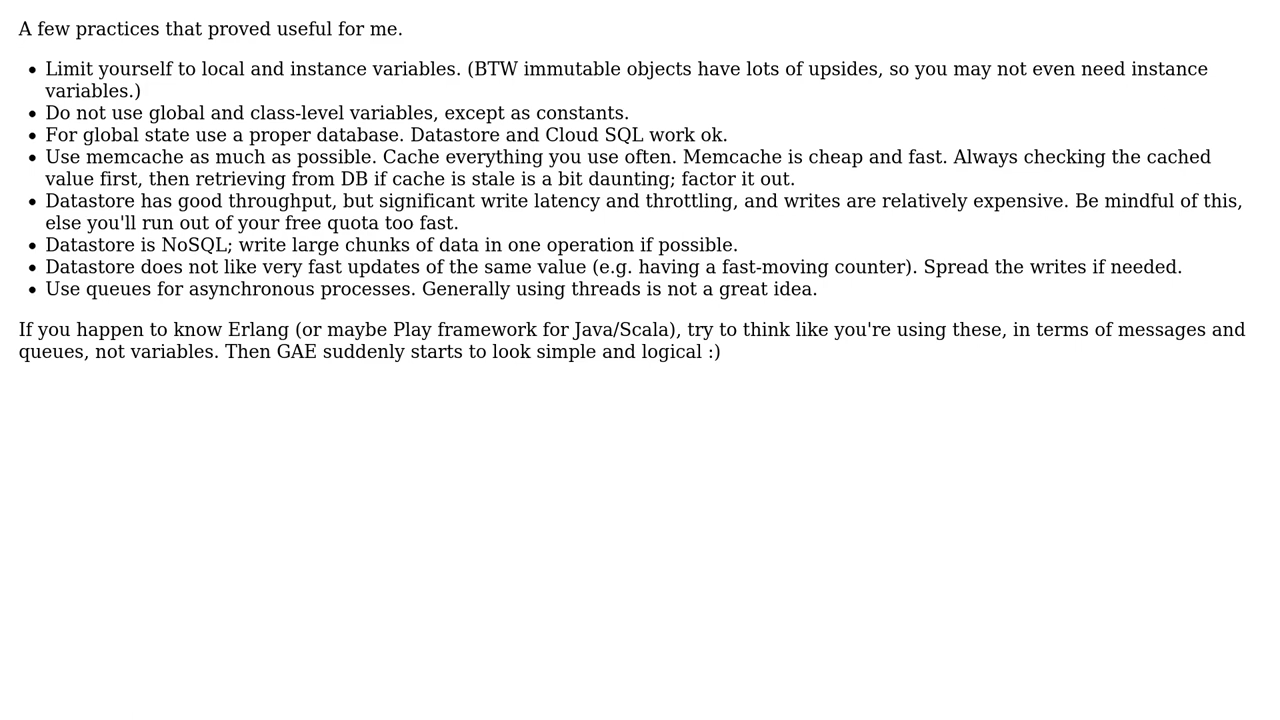 A few practices that proved useful for me.
• Limit yourself to local and instance variables. (BTW immutable objects have lots of upsides, so you may not even need instance
variables.)
• Do not use global and class-level variables, except as constants.
• For global state use a proper database. Datastore and Cloud SQL work ok.
• Use memcache as much as possible. Cache everything you use often. Memcache is cheap and fast. Always checking the cached
value first, then retrieving from DB if cache is stale is a bit daunting; factor it out.
• Datastore has good throughput, but significant write latency and throttling, and writes are relatively expensive. Be mindful of this,
else you'll run out of your free quota too fast.
• Datastore is NoSQL; write large chunks of data in one operation if possible.
• Datastore does not like very fast updates of the same value (e.g. having a fast-moving counter). Spread the writes if needed.
• Use queues for asynchronous processes. Generally using threads is not a great idea.
If you happen to know Erlang (or maybe Play framework for Java/Scala), try to think like you're using these, in terms of messages and
queues, not variables. Then GAE suddenly starts to look simple and logical :)